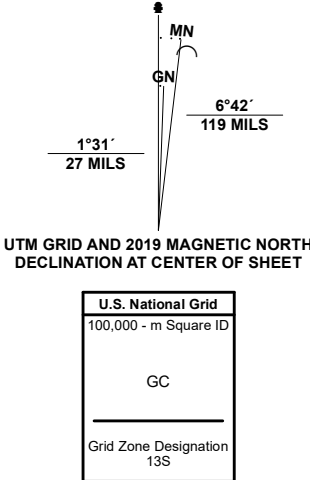 MN
GN
6°42´
119 MILS
1°31´
27 MILS
UTM GRID AND 2019 MAGNETIC NORTH
DECLINATION AT CENTER OF SHEET
U.S. National Grid
100,000 - m Square ID
GC
Grid Zone Designation
13S